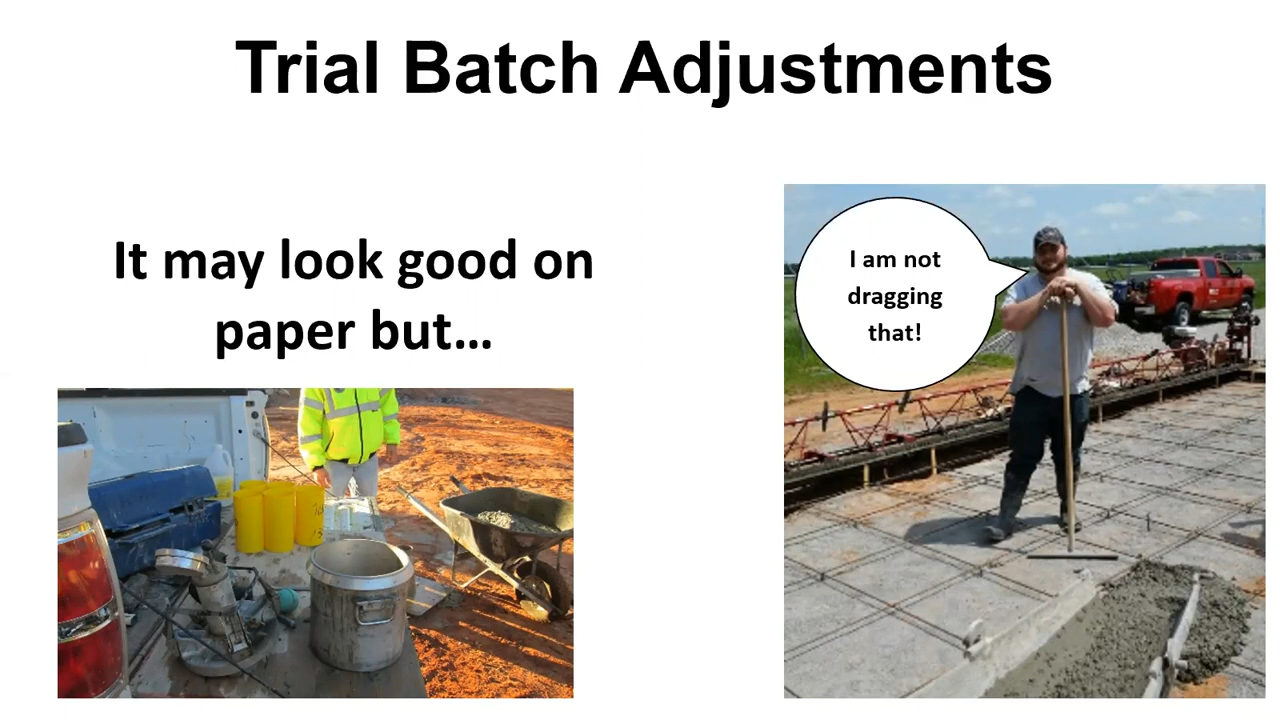 Trial Batch Adjustments
It may look good on
paper but...
I am not
dragging
that!